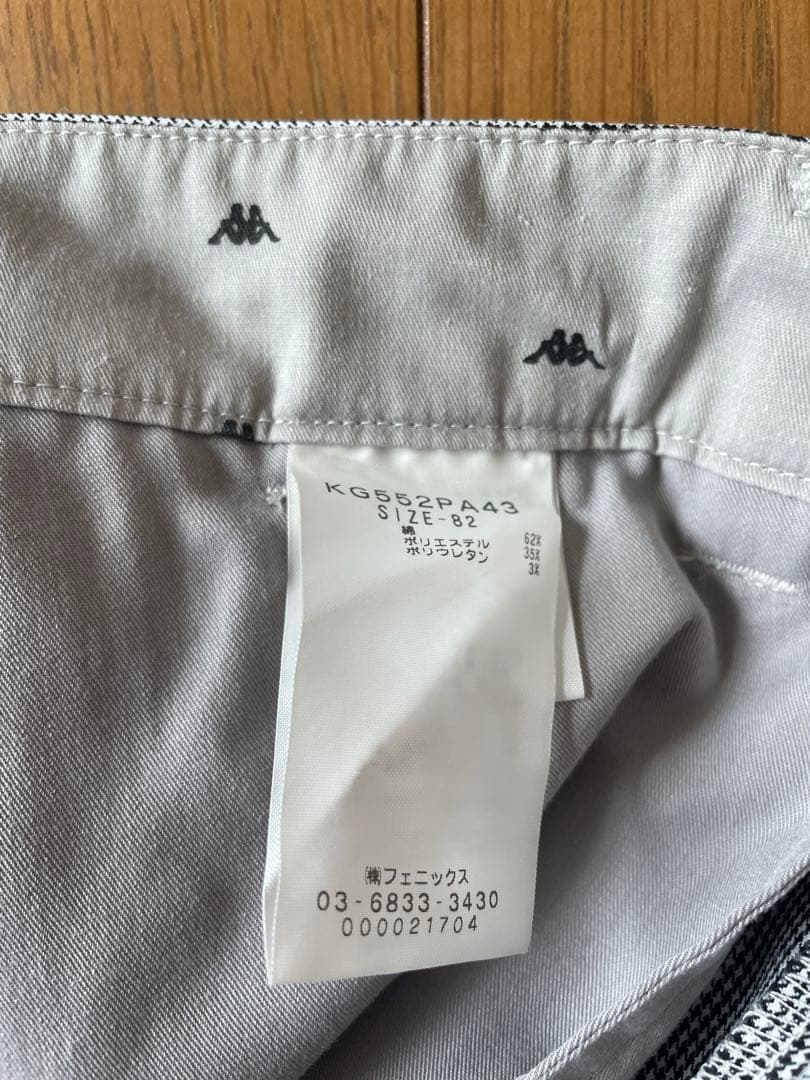 KG552PA43
SIZE-82
綿 62%
ポリエステル 35%
ポリウレタン 3%
㈱フェニックス
03-6833-3430
000021704